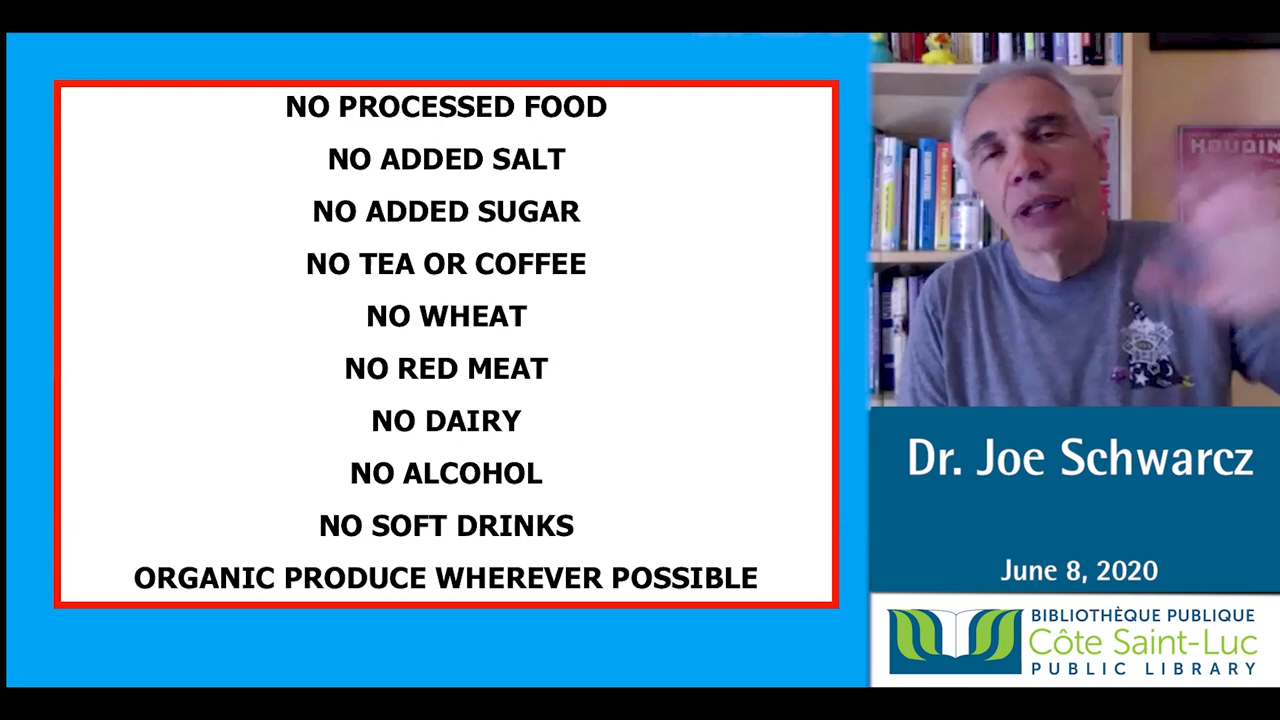 NO PROCESSED FOOD
NO ADDED SALT
NO ADDED SUGAR
NO TEA OR COFFEE
NO WHEAT
NO RED MEAT
NO DAIRY
NO ALCOHOL
NO SOFT DRINKS
ORGANIC PRODUCE WHEREVER POSSIBLE
HOUDIN
Dr. Joe Schwarcz
June 8, 2020
BIBLIOTHÈQUE PUBLIQUE
Côte Saint-Luc
PUBLIC LIBRARY